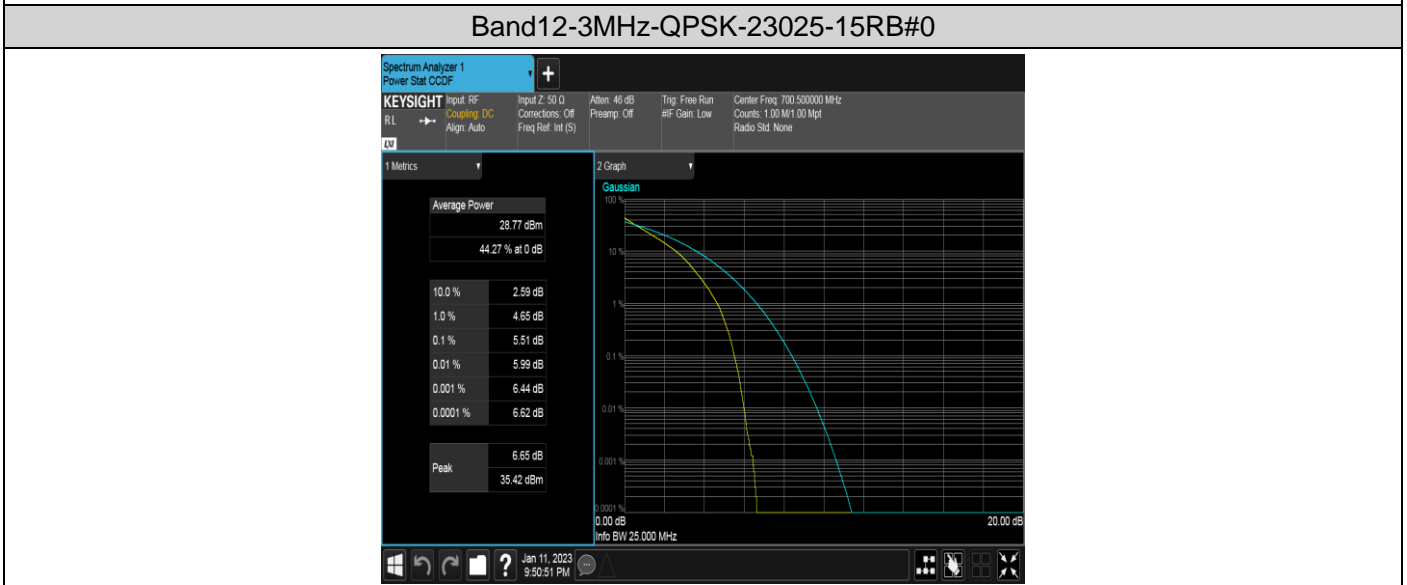 Band12-3MHz-QPSK-23025-15RB#0
Spectrum Analyzer 1
Power Stat CCDF
KEYSIGHT Input: RF Input Z: 50 Ω Atten: 46 dB Trig: Free Run Center Freq: 700.500000 MHz
RL Coupling: DC Corrections: Off Preamp: Off #IF Gain: Low Counts: 1.00 M/1.00 Mpt
Align: Auto Freq Ref: Int (S) Radio Std: None
LXI
1 Metrics
2 Graph
Average Power
28.77 dBm
44.27 % at 0 dB
10.0 % 2.59 dB
1.0 % 4.65 dB
0.1 % 5.51 dB
0.01 % 5.99 dB
0.001 % 6.44 dB
0.0001 % 6.62 dB
Peak 6.65 dB
35.42 dBm
Gaussian
100 %
10 %
1 %
0.1 %
0.01 %
0.001 %
0.0001 %
0.00 dB 20.00 dB
Info BW 25.000 MHz
Jan 11, 2023
9:50:51 PM